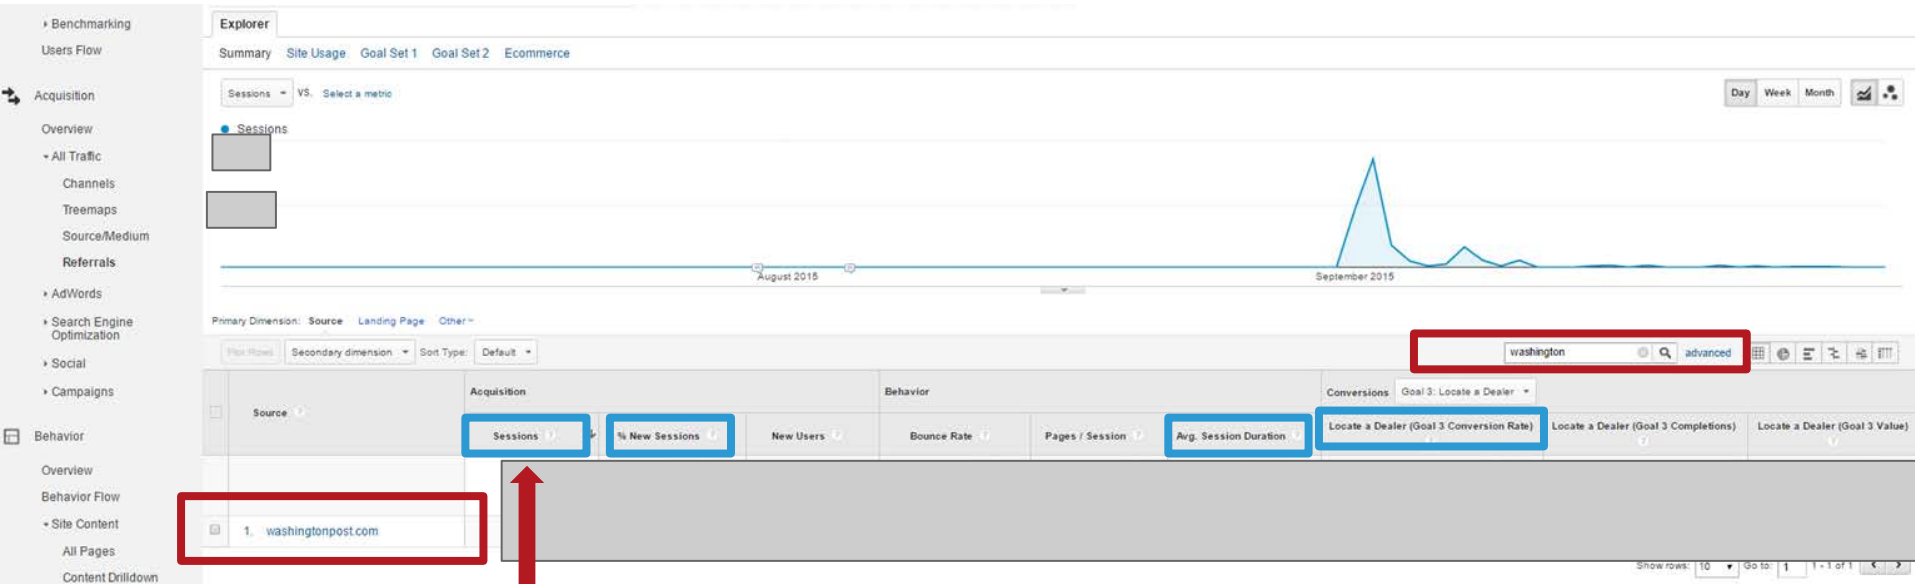 Benchmarking
Users Flow
Acquisition
Overview
All Traffic
Channels
Treemaps
Source/Medium
Referrals
AdWords
Search Engine
Optimization
Social
Campaigns
Behavior
Overview
Behavior Flow
Site Content
All Pages
Content Drilldown
Explorer
Summary Site Usage Goal Set 1 Goal Set 2 Ecommerce
Sessions VS. Select a metric
Day Week Month
Sessions
August 2015 September 2015
Primary Dimension: Source Landing Page Other
Plot Rows Secondary dimension Sort Type: Default washington advanced
Source
Acquisition Behavior Conversions Goal 3: Locate a Dealer
Sessions ? % New Sessions ? New Users ? Bounce Rate ? Pages / Session ? Avg. Session Duration ? Locate a Dealer (Goal 3 Conversion Rate) Locate a Dealer (Goal 3 Completions) Locate a Dealer (Goal 3 Value)
1. washingtonpost.com
Show rows: 10 Go to: 1 1 - 1 of 1